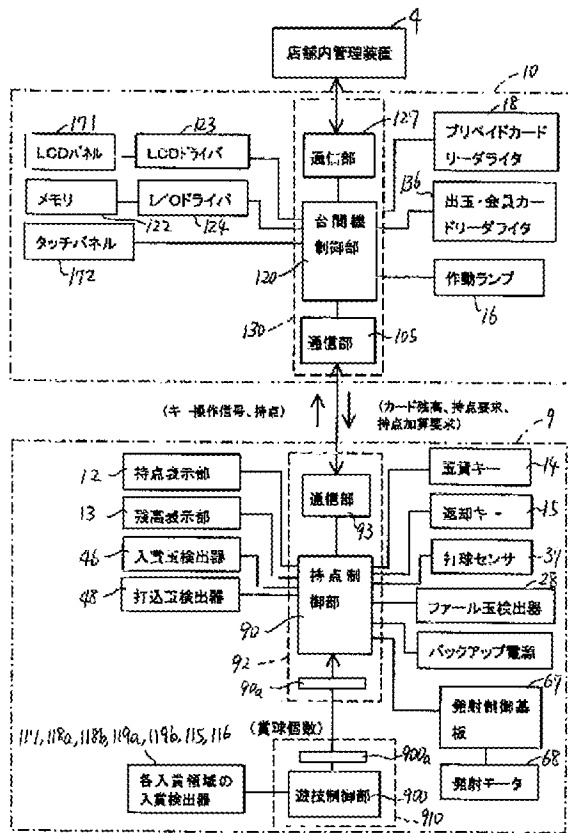 4
店舗内管理装置
10
18
171
123
127
LCDパネル
LCDドライバ
通信部
プリペイドカード
リーダライタ
136
メモリ
I/Oドライバ
122
124
台間機
制御部
出玉・会員カー
ドリーダライタ
タッチパネル
172
120
作動ランプ
16
130
通信部
105
(キー操作信号、持点)
(カード残高、持点要求、
持点加算要求)
9
12
持点表示部
通信部
93
玉貸キー
14
13
残高表示部
返却キー
15
46
入賞玉検出器
持点制
御部
打球センサ
31
48
打込玉検出器
90
ファール玉検出器
28
92
バックアップ電源
90a
67
(賞球個数)
発射制御基
板
117, 118a, 118b, 119a, 119b, 115, 116
900a
各入賞領域の
入賞検出器
遊技制御部
900
発射モータ
68
910